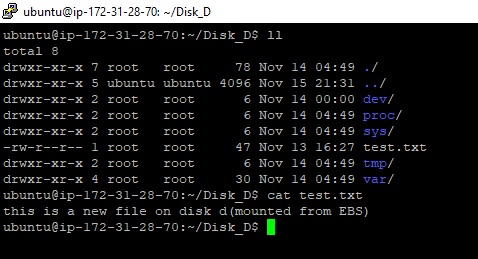 ubuntu@ip-172-31-28-70: ~/Disk_D
ubuntu@ip-172-31-28-70:~/Disk_D$ ll
total 8
drwxr-xr-x 7 root   root     78 Nov 14 04:49 ./
drwxr-xr-x 5 ubuntu ubuntu 4096 Nov 15 21:31 ../
drwxr-xr-x 2 root   root      6 Nov 14 00:00 dev/
drwxr-xr-x 2 root   root      6 Nov 14 04:49 proc/
drwxr-xr-x 2 root   root      6 Nov 14 04:49 sys/
-rw-r--r-- 1 root   root     47 Nov 13 16:27 test.txt
drwxr-xr-x 2 root   root      6 Nov 14 04:49 tmp/
drwxr-xr-x 4 root   root     30 Nov 14 04:49 var/
ubuntu@ip-172-31-28-70:~/Disk_D$ cat test.txt
this is a new file on disk d(mounted from EBS)
ubuntu@ip-172-31-28-70:~/Disk_D$